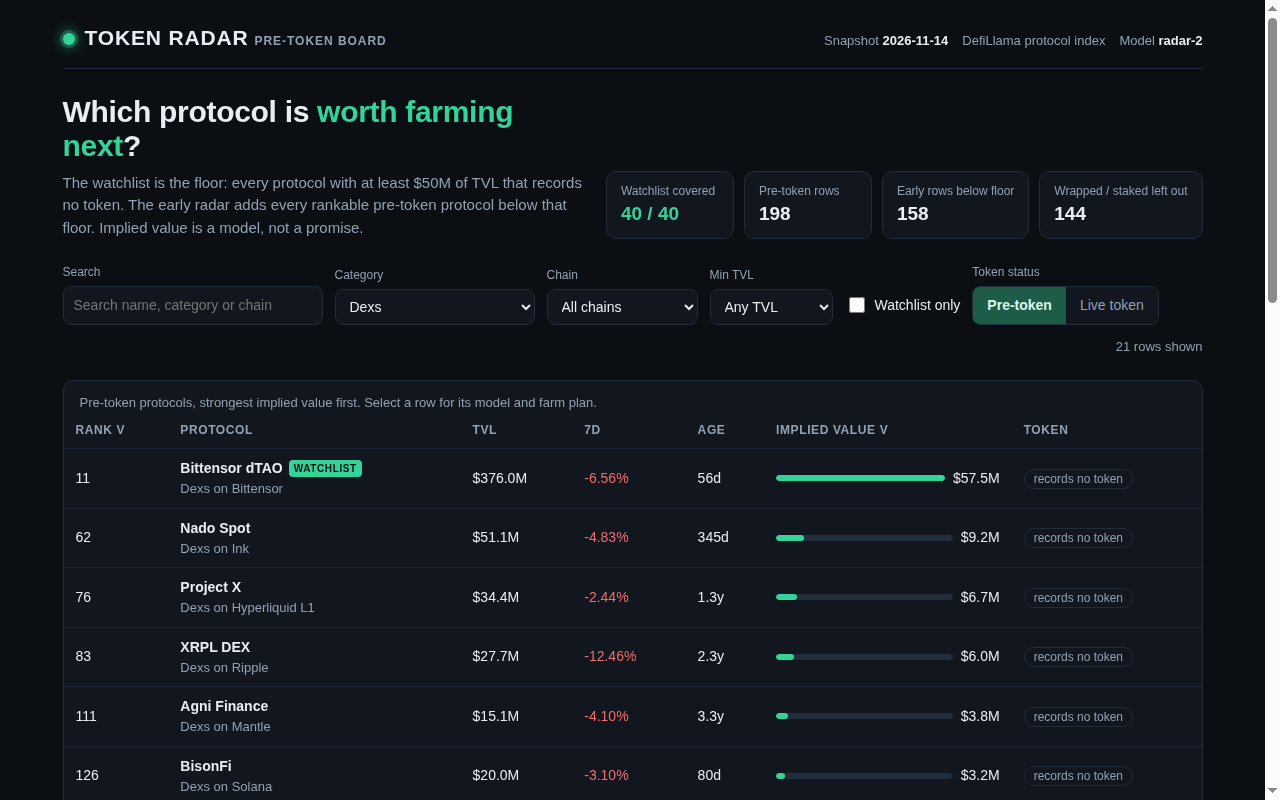 TOKEN RADAR PRE-TOKEN BOARD
Snapshot 2026-11-14 DefiLlama protocol index Model radar-2
Which protocol is worth farming
next?
The watchlist is the floor: every protocol with at least $50M of TVL that records
no token. The early radar adds every rankable pre-token protocol below that
floor. Implied value is a model, not a promise.
Watchlist covered
40 / 40
Pre-token rows
198
Early rows below floor
158
Wrapped / staked left out
144
Search
Search name, category or chain
Category
Dexs
Chain
All chains
Min TVL
Any TVL
Watchlist only
Token status
Pre-token Live token
21 rows shown
Pre-token protocols, strongest implied value first. Select a row for its model and farm plan.
RANK V PROTOCOL TVL 7D AGE IMPLIED VALUE V TOKEN
11 Bittensor dTAO WATCHLIST $376.0M -6.56% 56d $57.5M records no token
Dexs on Bittensor
62 Nado Spot $51.1M -4.83% 345d $9.2M records no token
Dexs on Ink
76 Project X $34.4M -2.44% 1.3y $6.7M records no token
Dexs on Hyperliquid L1
83 XRPL DEX $27.7M -12.46% 2.3y $6.0M records no token
Dexs on Ripple
111 Agni Finance $15.1M -4.10% 3.3y $3.8M records no token
Dexs on Mantle
126 BisonFi $20.0M -3.10% 80d $3.2M records no token
Dexs on Solana